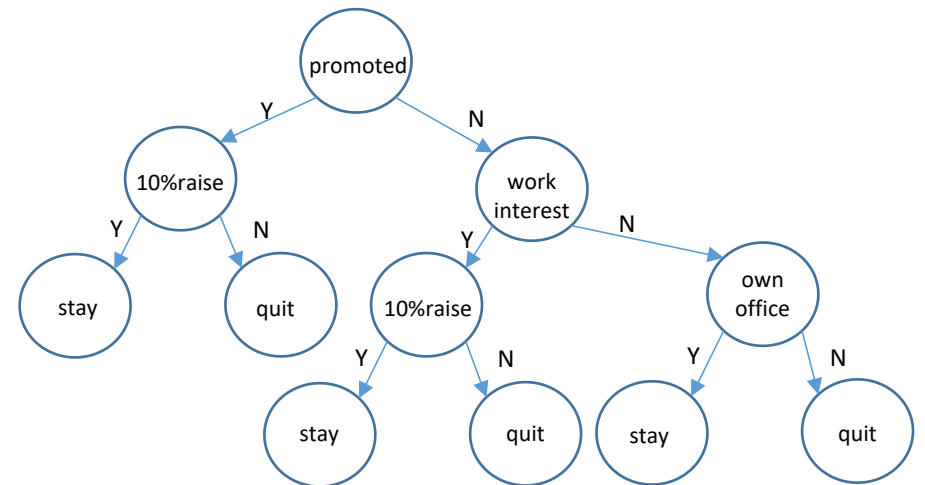 promoted
Y
N
10%raise
work
interest
Y
N
Y
N
stay
quit
10%raise
own
office
Y
N
Y
N
stay
quit
stay
quit